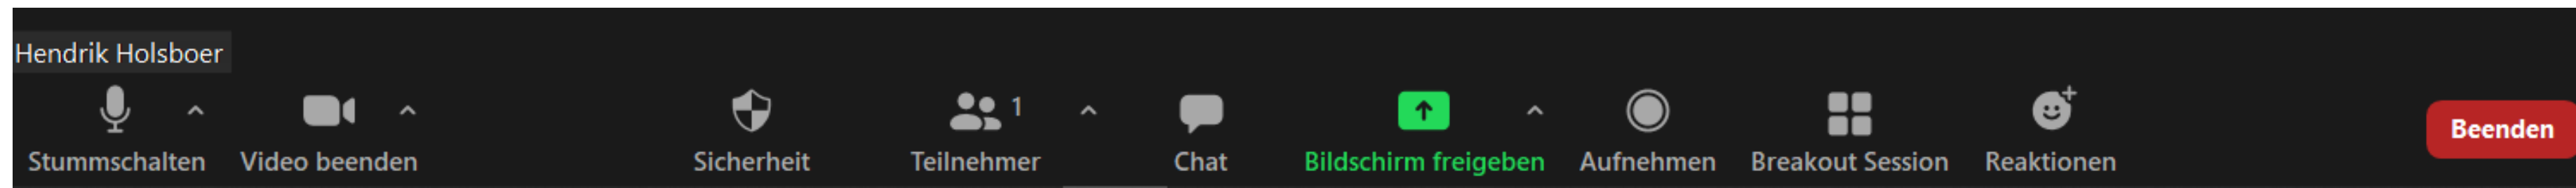 Hendrik Holsboer
1
Stummschalten Video beenden Sicherheit Teilnehmer Chat Bildschirm freigeben Aufnehmen Breakout Session Reaktionen Beenden